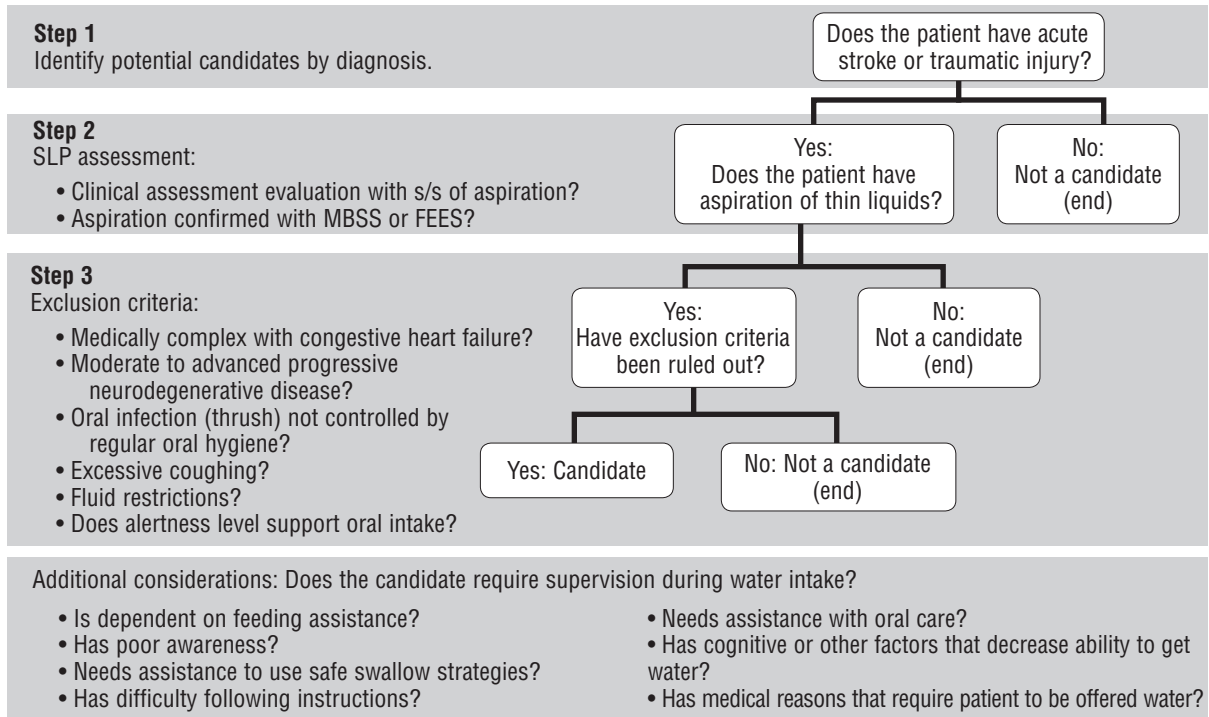 Step 1
Identify potential candidates by diagnosis.
Does the patient have acute
stroke or traumatic injury?
Step 2
SLP assessment:
• Clinical assessment evaluation with s/s of aspiration?
• Aspiration confirmed with MBSS or FEES?
Yes:
Does the patient have
aspiration of thin liquids?
No:
Not a candidate
(end)
Step 3
Exclusion criteria:
• Medically complex with congestive heart failure?
• Moderate to advanced progressive
neurodegenerative disease?
• Oral infection (thrush) not controlled by
regular oral hygiene?
• Excessive coughing?
• Fluid restrictions?
• Does alertness level support oral intake?
Yes:
Have exclusion criteria
been ruled out?
No:
Not a candidate
(end)
Yes: Candidate
No: Not a candidate
(end)
Additional considerations: Does the candidate require supervision during water intake?
• Is dependent on feeding assistance?
• Has poor awareness?
• Needs assistance to use safe swallow strategies?
• Has difficulty following instructions?
• Needs assistance with oral care?
• Has cognitive or other factors that decrease ability to get
water?
• Has medical reasons that require patient to be offered water?